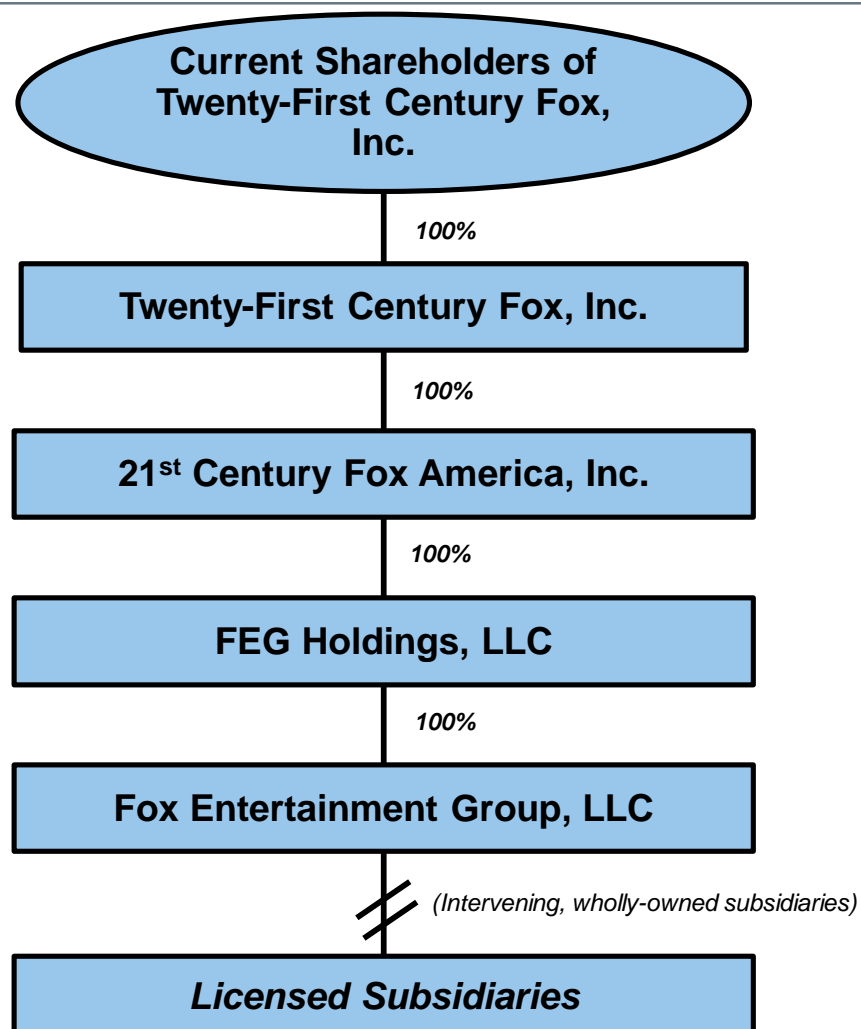 Current Shareholders of
Twenty-First Century Fox,
Inc.
100%
Twenty-First Century Fox, Inc.
100%
21st Century Fox America, Inc.
100%
FEG Holdings, LLC
100%
Fox Entertainment Group, LLC
(Intervening, wholly-owned subsidiaries)
Licensed Subsidiaries